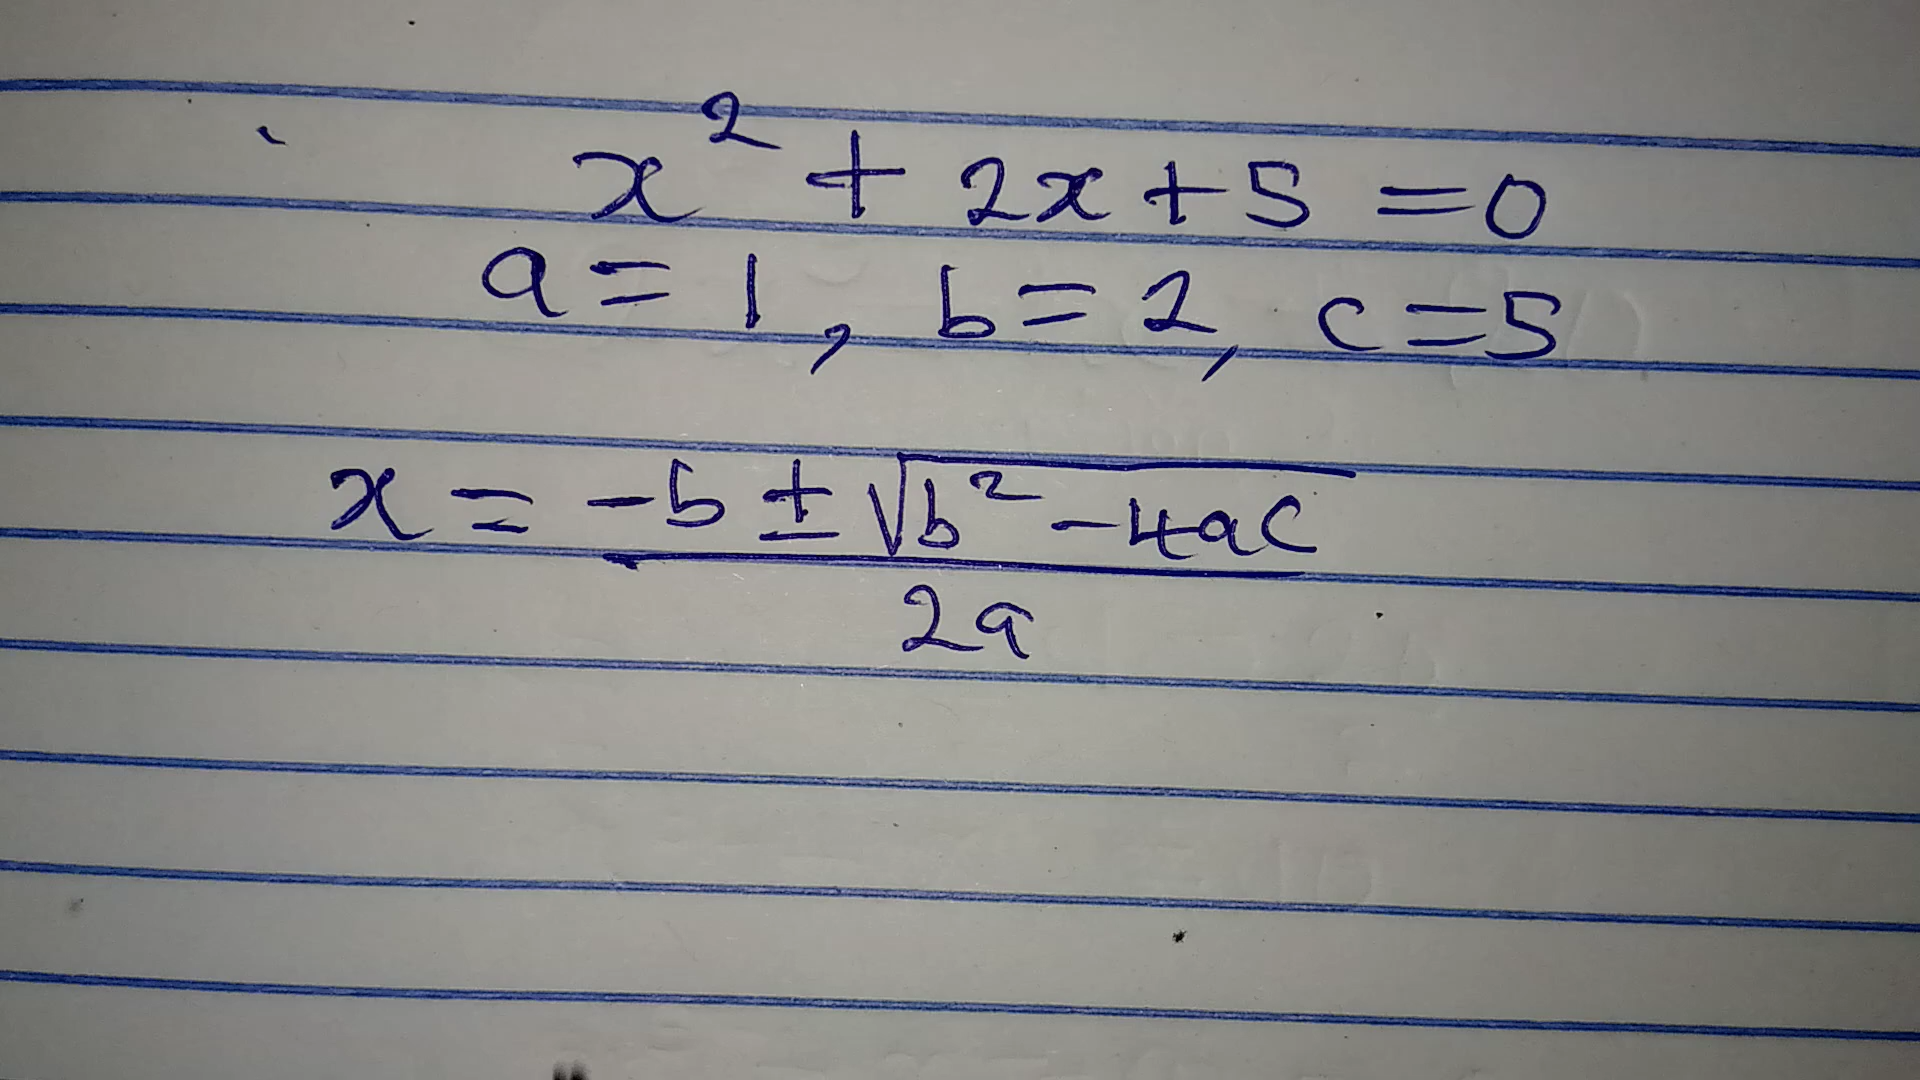 x² + 2x + 5 = 0
a = 1, b = 2, c = 5
x = -b ± √b² - 4ac
2a